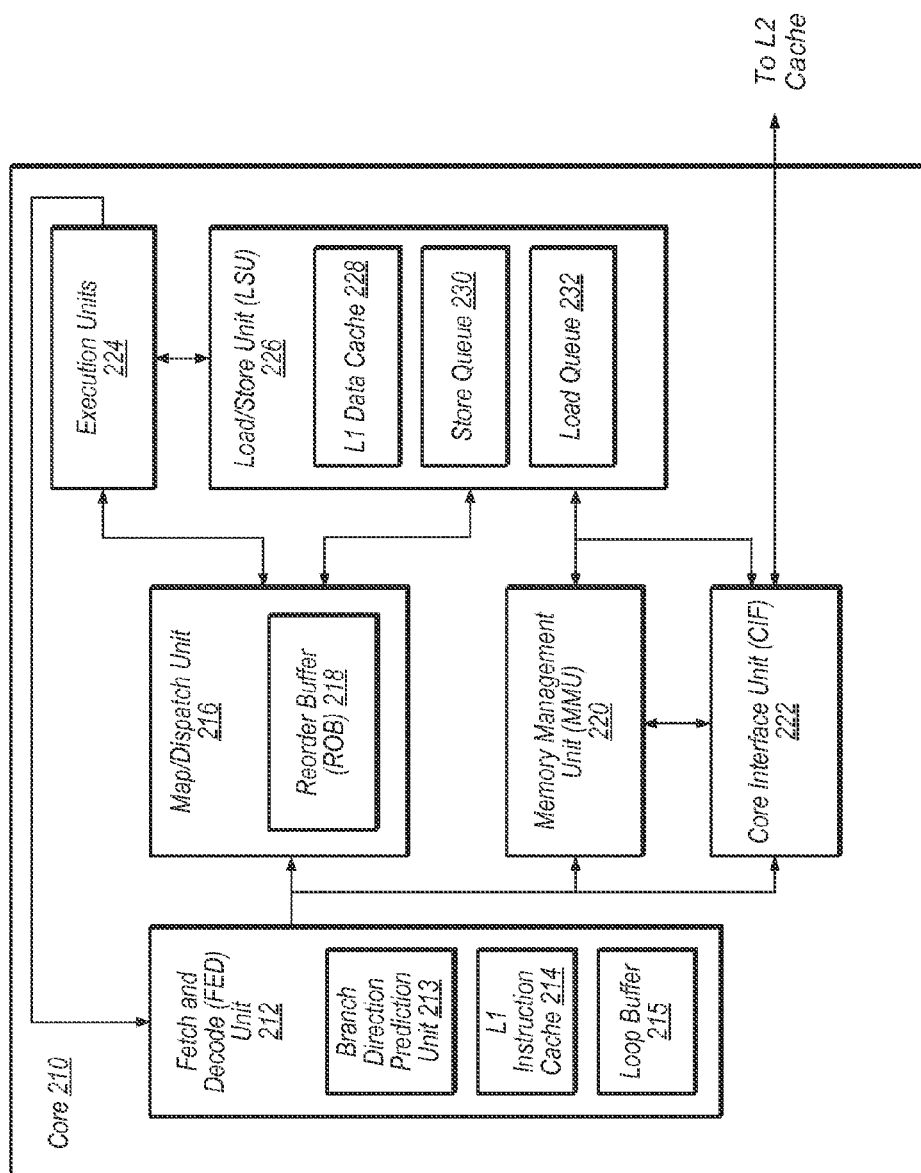 Core 210
Fetch and
Decode (FED)
Unit
212
Branch
Direction
Prediction
Unit 213
L1
Instruction
Cache 214
Loop Buffer
215
Map/Dispatch Unit
216
Reorder Buffer
(ROB) 218
Memory Management
Unit (MMU)
220
Core Interface Unit (CIF)
222
Execution Units
224
Load/Store Unit (LSU)
226
L1 Data Cache 228
Store Queue 230
Load Queue 232
To L2
Cache